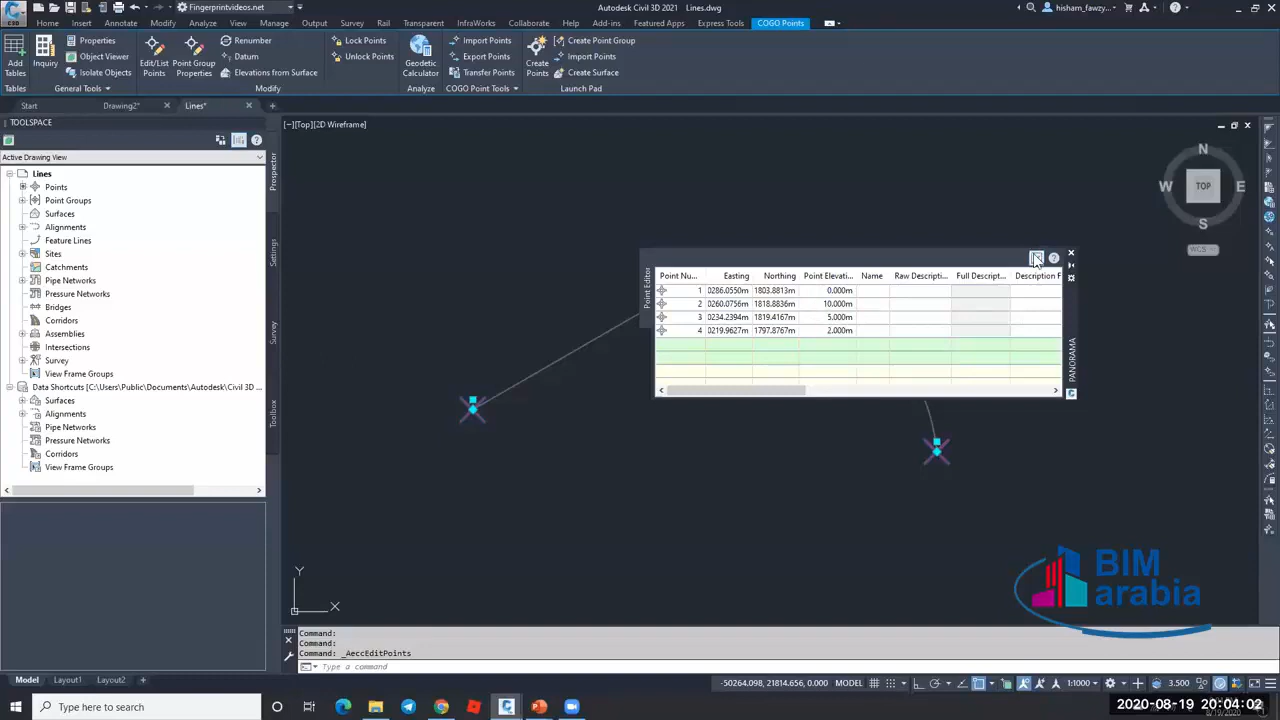 Fingerprintvideos.net
Autodesk Civil 3D 2021 Lines.dwg
hisham_fawzy...
Home Insert Annotate Modify Analyze View Manage Output Survey Rail Transparent InfraWorks Collaborate Help Add-ins Featured Apps Express Tools COGO Points
Add Tables
Inquiry
Properties
Object Viewer
Isolate Objects
General Tools
Edit/List Points
Point Group Properties
Renumber
Datum
Elevations from Surface
Modify
Lock Points
Unlock Points
Geodetic Calculator
Analyze
Import Points
Export Points
Transfer Points
COGO Point Tools
Create Points
Create Point Group
Import Points
Create Surface
Launch Pad
Start Drawing2* Lines*
TOOLSPACE
Active Drawing View
Lines
Points
Point Groups
Surfaces
Alignments
Feature Lines
Sites
Catchments
Pipe Networks
Pressure Networks
Bridges
Corridors
Assemblies
Intersections
Survey
View Frame Groups
Data Shortcuts [C:\Users\Public\Documents\Autodesk\Civil 3D
Surfaces
Alignments
Pipe Networks
Pressure Networks
Corridors
View Frame Groups
Prospector
Settings
Survey
Toolbox
[−][Top][2D Wireframe]
N
W TOP E
S
WCS
Point Editor
Point Nu... Easting Northing Point Elevati... Name Raw Descripti... Full Descript... Description F
1 0286.0550m 1803.8813m 0.000m
2 0260.0756m 1818.8836m 10.000m
3 0234.2394m 1819.4167m 5.000m
4 0219.9627m 1797.8767m 2.000m
PANORAMA
Y
X
BIM
arabia
Command:
Command:
Command: _AeccEditPoints
Type a command
Model Layout1 Layout2 +
-50264.098, 21814.656, 0.000 MODEL 1:1000 3.500
Type here to search
2020-08-19 20:04:02